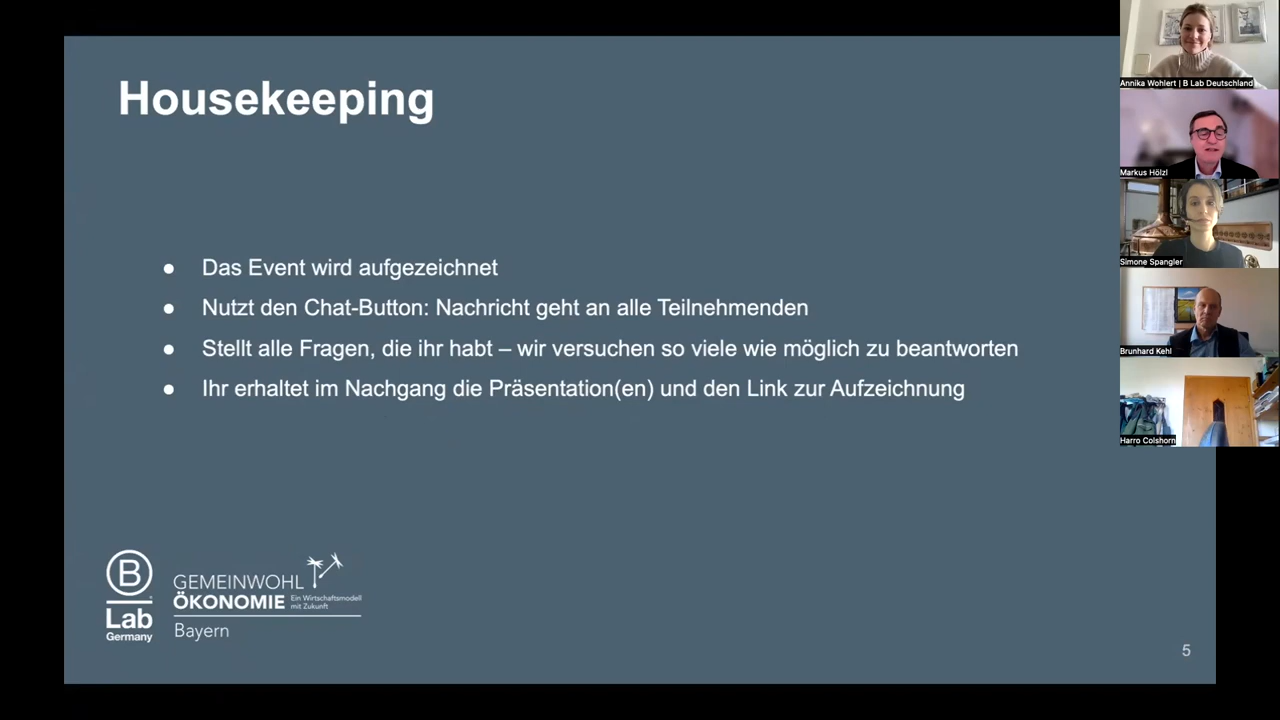 Housekeeping
● Das Event wird aufgezeichnet
● Nutzt den Chat-Button: Nachricht geht an alle Teilnehmenden
● Stellt alle Fragen, die ihr habt – wir versuchen so viele wie möglich zu beantworten
● Ihr erhaltet im Nachgang die Präsentation(en) und den Link zur Aufzeichnung
B
Lab
Germany
GEMEINWOHL
ÖKONOMIE
Ein Wirtschaftsmodell
mit Zukunft
Bayern
5
Annika Wohlert | B Lab Deutschland
Markus Hölzl
Simone Spangler
Brunhard Kehl
Harro Colshorn